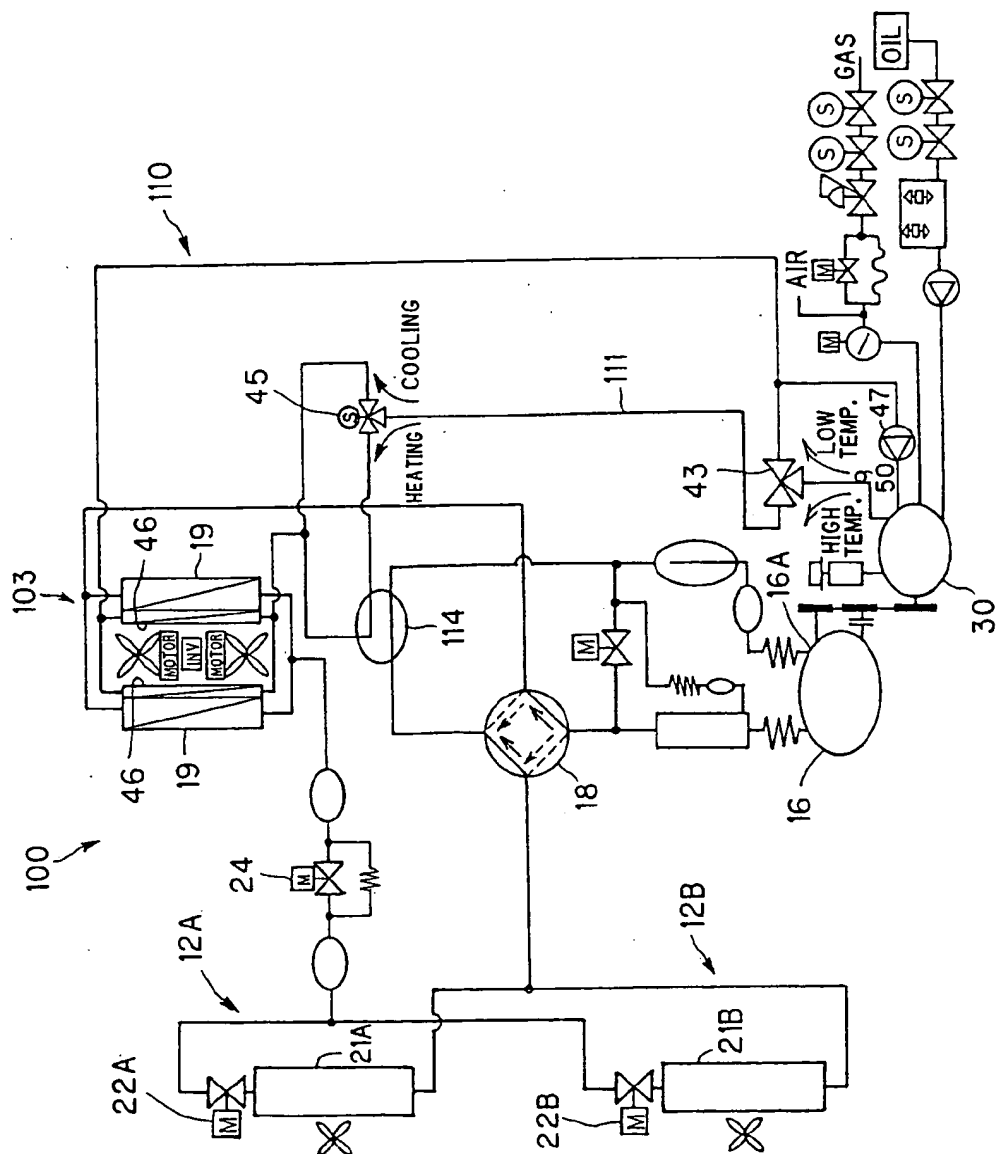 100
103
46
46
19
19
MOTOR
INV
MOTOR
110
45
S
COOLING
HEATING
111
114
18
24
M
12A
22A
M
21A
12B
22B
M
21B
M
16
16A
30
43
HIGH
TEMP.
LOW
TEMP.
50
47
M
AIR
M
S
S
GAS
S
S
OIL